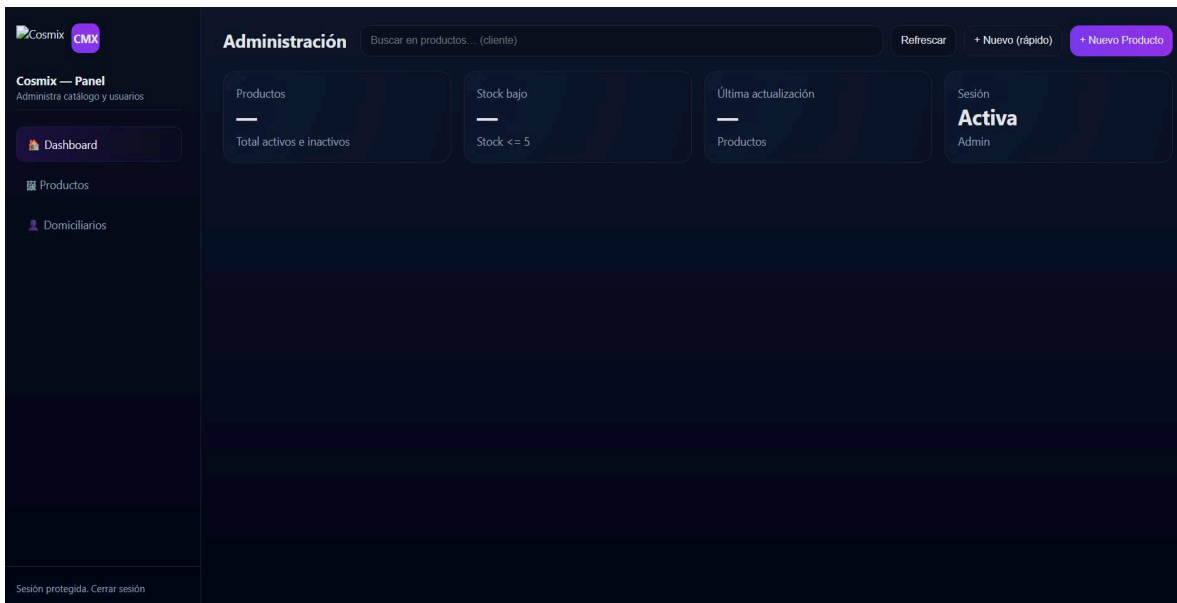 Cosmix CMX
Cosmix — Panel
Administra catálogo y usuarios
Dashboard
Productos
Domiciliarios
Sesión protegida. Cerrar sesión
Administración
Buscar en productos... (cliente)
Refrescar
+ Nuevo (rápido)
+ Nuevo Producto
Productos
—
Total activos e inactivos
Stock bajo
—
Stock <= 5
Última actualización
—
Productos
Sesión
Activa
Admin